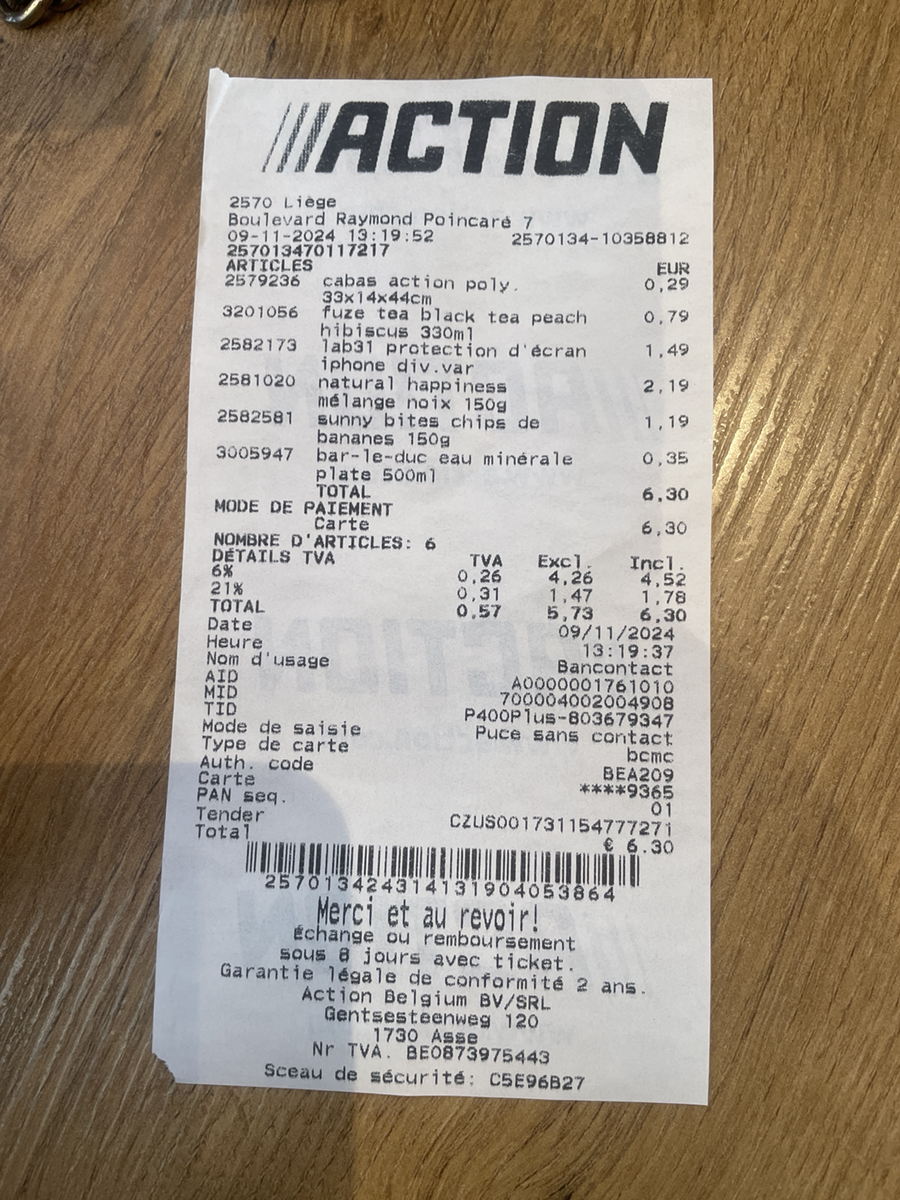 ACTION
2570 Liège
Boulevard Raymond Poincaré 7
09-11-2024 13:19:52 2570134-10358812
257013470117217
ARTICLES EUR
2579236 cabas action poly. 0,29
33x14x44cm
3201056 fuze tea black tea peach 0,79
hibiscus 330ml
2582173 lab31 protection d'écran 1,49
iphone div.var
2581020 natural happiness 2,19
mélange noix 150g
2582581 sunny bites chips de 1,19
bananes 150g
3005947 bar-le-duc eau minérale 0,35
plate 500ml
TOTAL 6,30
MODE DE PAIEMENT
Carte 6,30
NOMBRE D'ARTICLES: 6
DÉTAILS TVA TVA Excl. Incl.
6% 0,26 4,26 4,52
21% 0,31 1,47 1,78
TOTAL 0,57 5,73 6,30
Date 09/11/2024
Heure 13:19:37
Nom d'usage Bancontact
AID A0000001761010
MID 700004002004908
TID P400Plus-803679347
Mode de saisie Puce sans contact
Type de carte bcmc
Auth. code BEA209
Carte ****9365
PAN seq. 01
Tender CZUS001731154777271
Total € 6.30
2570134243141319040538​64
Merci et au revoir!
Échange ou remboursement
sous 8 jours avec ticket.
Garantie légale de conformité 2 ans.
Action Belgium BV/SRL
Gentsesteenweg 120
1730 Asse
Nr TVA. BE0873975443
Sceau de sécurité: C5E96B27